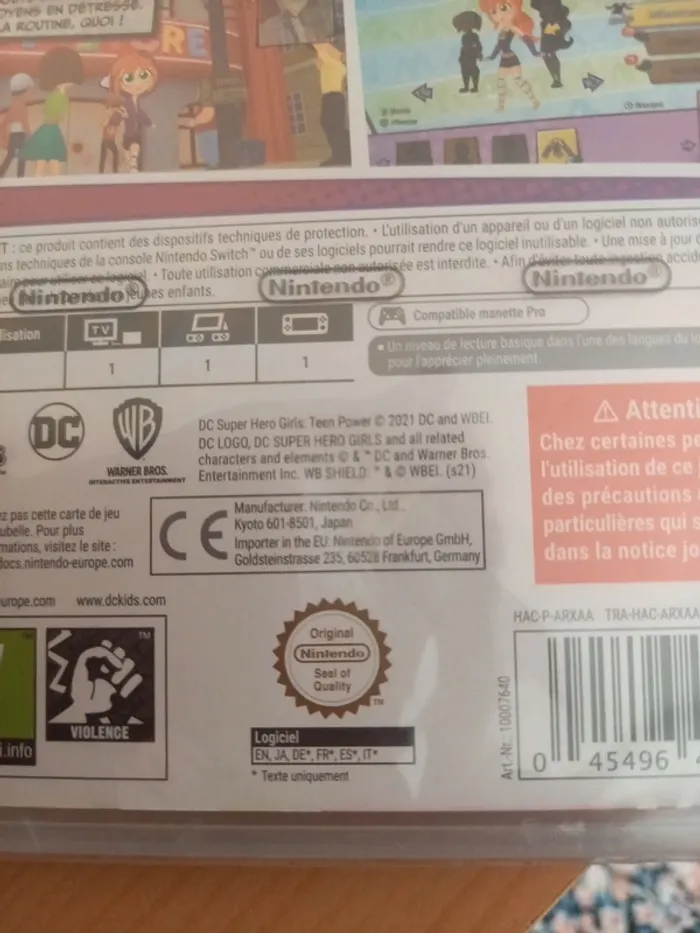 OYENS EN DÉTRESSE.
LA ROUTINE, QUOI !
RE
T : ce produit contient des dispositifs techniques de protection. • L'utilisation d'un appareil ou d'un logiciel non autoris
ns techniques de la console Nintendo Switch™ ou de ses logiciels pourrait rendre ce logiciel inutilisable. • Une mise à jour
• Toute utilisation commerciale non autorisée est interdite. • Afin d'éviter toute ingestion accid
jeunes enfants.
Nintendo®
Nintendo®
Nintendo®
lisation
TV
1
1
1
Compatible manette Pro
• Un niveau de lecture basique dans l'une des langues du lo
pour l'apprécier pleinement.
DC
WB
WARNER BROS.
INTERACTIVE ENTERTAINMENT
DC Super Hero Girls: Teen Power © 2021 DC and WBEI.
DC LOGO, DC SUPER HERO GIRLS and all related
characters and elements © & ™ DC and Warner Bros.
Entertainment Inc. WB SHIELD: ™ & © WBEI. (s21)
Attenti
Chez certaines pe
l'utilisation de ce
des précautions
particulières qui s
dans la notice jo
ez pas cette carte de jeu
ubelle. Pour plus
mations, visitez le site :
docs.nintendo-europe.com
CE
Manufacturer: Nintendo Co., Ltd.,
Kyoto 601-8501, Japan
Importer in the EU: Nintendo of Europe GmbH,
Goldsteinstrasse 235, 60528 Frankfurt, Germany
urope.com www.dckids.com
HAC-P-ARXAA TRA-HAC-ARXAA
i.info
TM
VIOLENCE
Original
Nintendo
Seal of
Quality
TM
Logiciel
EN, JA, DE*, FR*, ES*, IT*
* Texte uniquement
Art.-Nr.: 10007640
0 45496 4